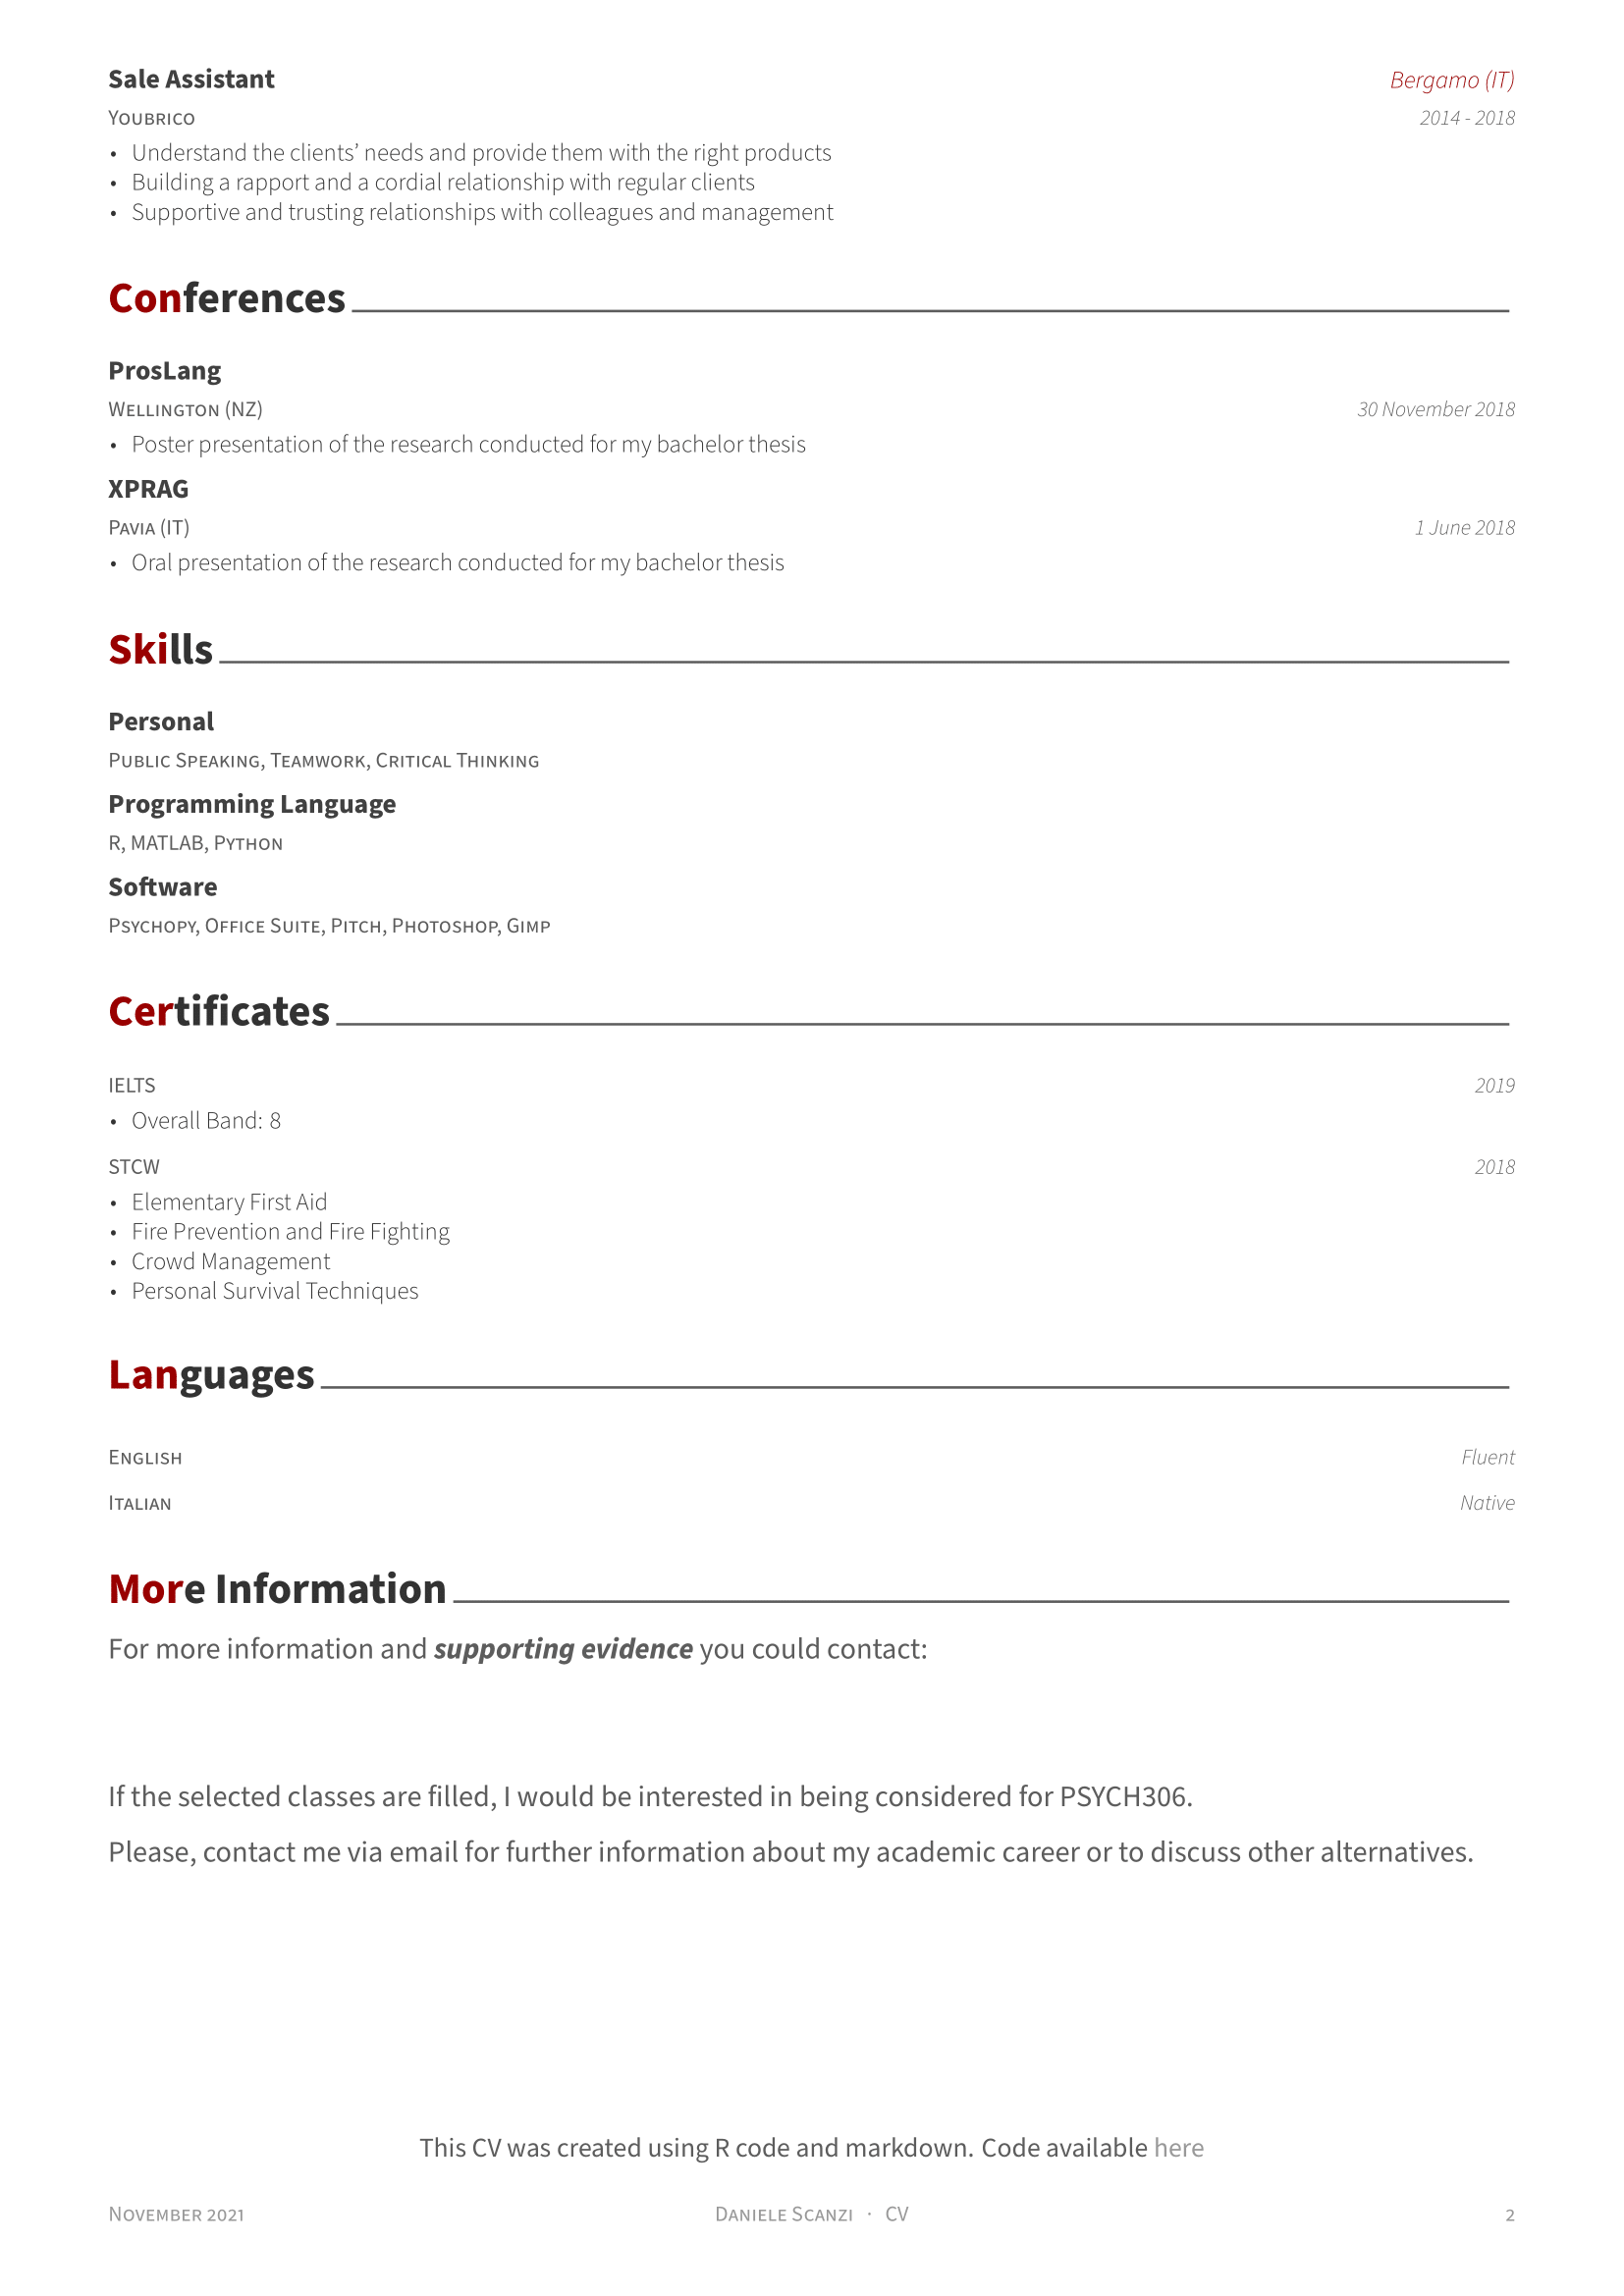 Sale Assistant Bergamo (IT)
Youbrico 2014 - 2018
• Understand the clients’ needs and provide them with the right products
• Building a rapport and a cordial relationship with regular clients
• Supportive and trusting relationships with colleagues and management
Conferences
ProsLang
Wellington (NZ) 30 November 2018
• Poster presentation of the research conducted for my bachelor thesis
XPRAG
Pavia (IT) 1 June 2018
• Oral presentation of the research conducted for my bachelor thesis
Skills
Personal
Public Speaking, Teamwork, Critical Thinking
Programming Language
R, MATLAB, Python
Software
Psychopy, Office Suite, Pitch, Photoshop, Gimp
Certificates
IELTS 2019
• Overall Band: 8
STCW 2018
• Elementary First Aid
• Fire Prevention and Fire Fighting
• Crowd Management
• Personal Survival Techniques
Languages
English Fluent
Italian Native
More Information
For more information and supporting evidence you could contact:
If the selected classes are filled, I would be interested in being considered for PSYCH306.
Please, contact me via email for further information about my academic career or to discuss other alternatives.
This CV was created using R code and markdown. Code available here
November 2021 Daniele Scanzi · CV 2